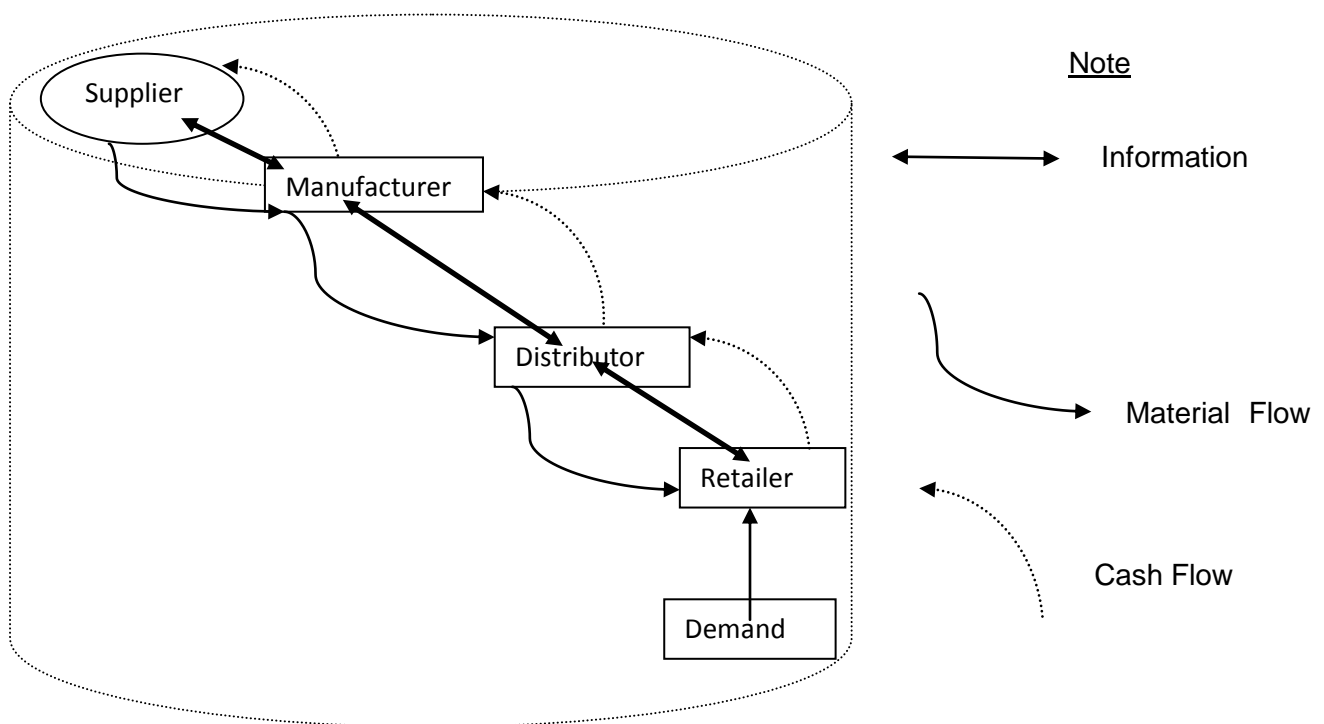 Supplier
Manufacturer
Distributor
Retailer
Demand
Note
Information
Material Flow
Cash Flow